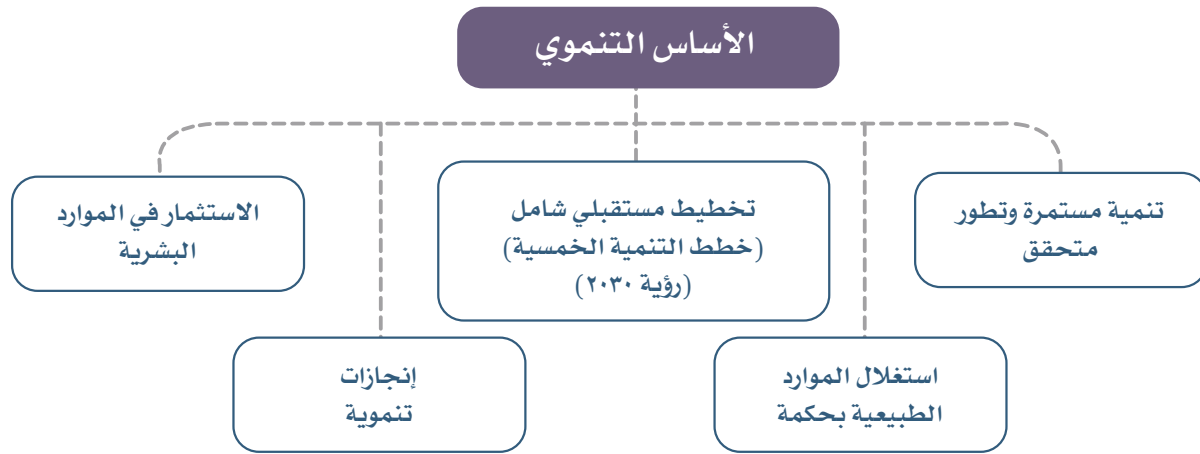 الأساس التنموي
تنمية مستمرة وتطور
متحقق
تخطيط مستقبلي شامل
(خطط التنمية الخمسية)
(رؤية ٢٠٣٠)
الاستثمار في الموارد
البشرية
استغلال الموارد
الطبيعية بحكمة
إنجازات
تنموية